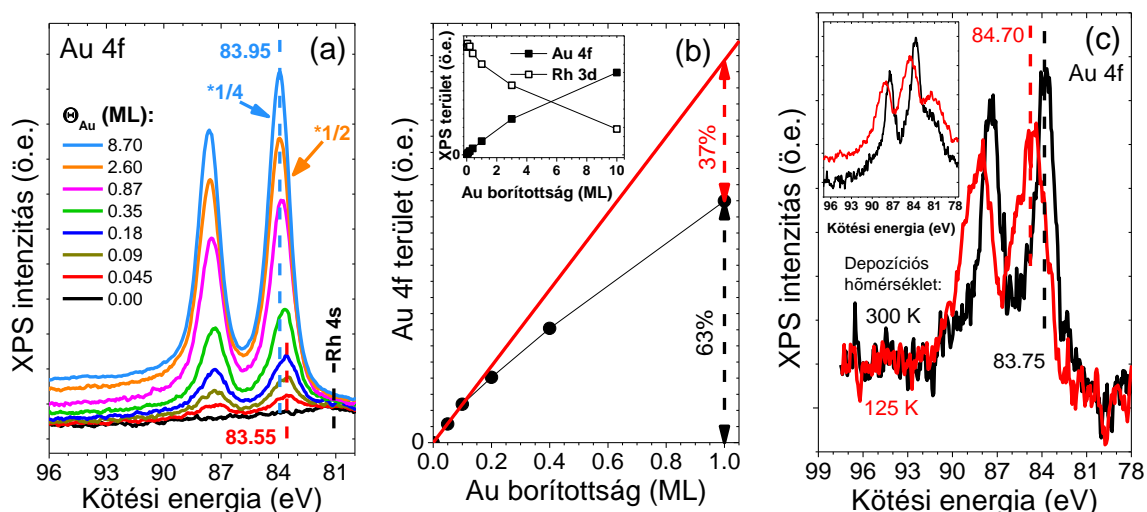 Au 4f
83.95
(a)
*1/4
*1/2
Θ_Au (ML):
8.70
2.60
0.87
0.35
0.18
0.09
0.045
0.00
Rh 4s
83.55
XPS intenzitás (ö.e.)
96 92 88 84 80
Kötési energia (eV)
(b)
Au 4f
Rh 3d
XPS terület (ö.e.)
0
0 2 4 6 8 10
Au borítottság (ML)
37%
63%
Au 4f terület (ö.e.)
0
0.0 0.2 0.4 0.6 0.8 1.0
Au borítottság (ML)
84.70
(c)
Au 4f
96 93 90 87 84 81 78
Kötési energia (eV)
Depozíciós
hőmérséklet:
300 K
83.75
125 K
XPS intenzitás (ö.e.)
99 96 93 90 87 84 81 78
Kötési energia (eV)